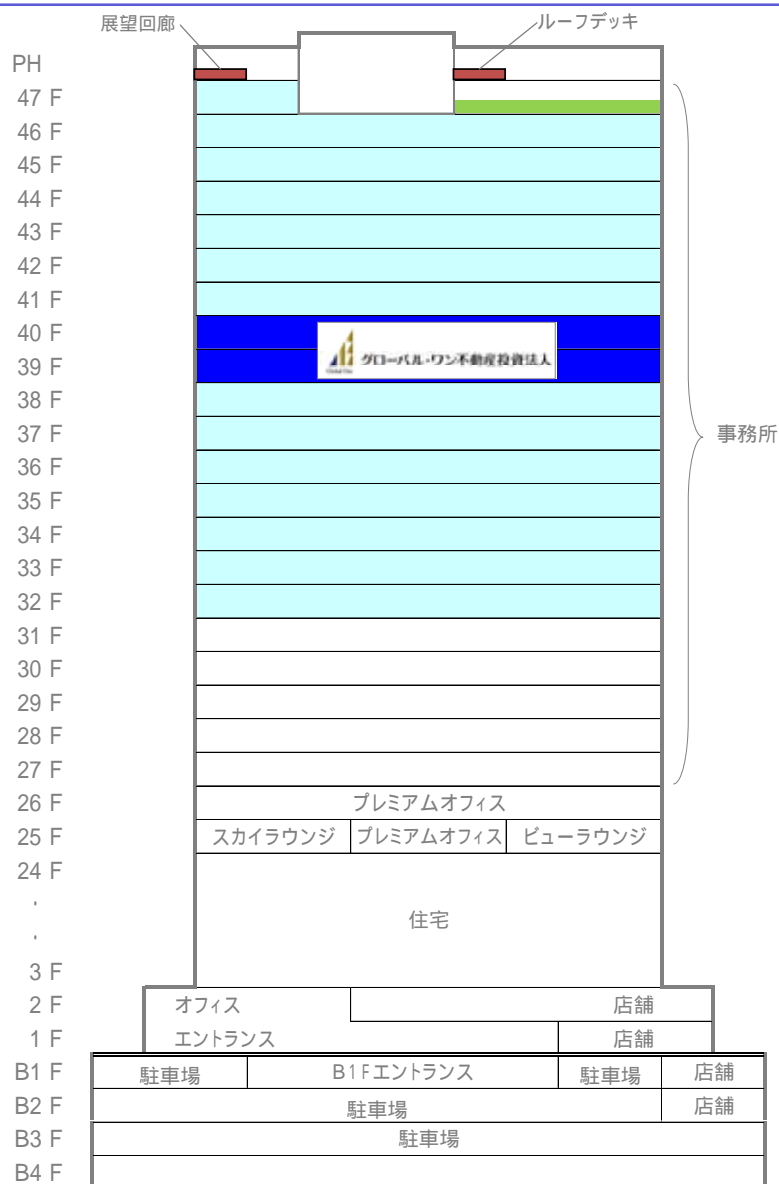 展望回廊 ルーフデッキ
PH
47 F
46 F
45 F
44 F
43 F
42 F
41 F
40 F
グローバル・ワン不動産投資法人
39 F
38 F
37 F
事務所
36 F
35 F
34 F
33 F
32 F
31 F
30 F
29 F
28 F
27 F
26 F プレミアムオフィス
25 F スカイラウンジ プレミアムオフィス ビューラウンジ
24 F
住宅
3 F
2 F オフィス 店舗
1 F エントランス 店舗
B1 F 駐車場 B1Fエントランス 駐車場 店舗
B2 F 駐車場 店舗
B3 F 駐車場
B4 F